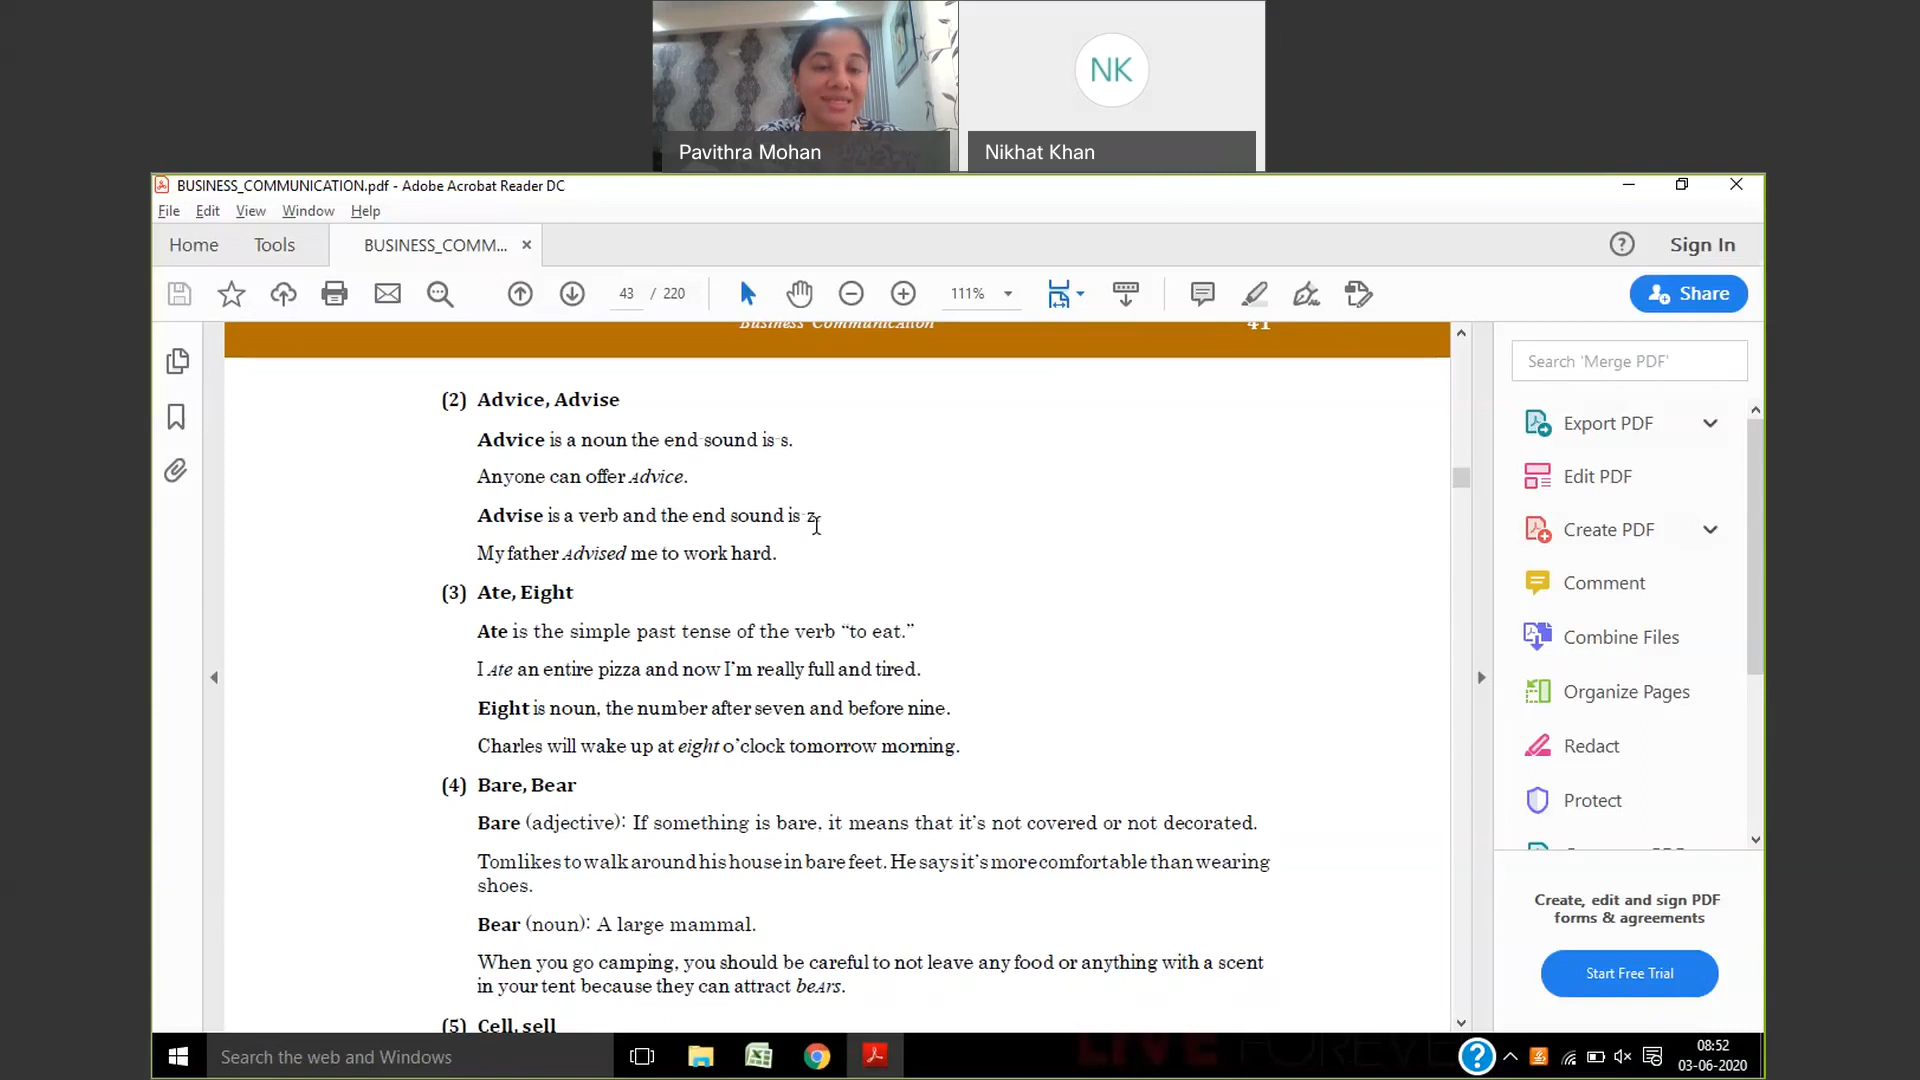 NK
Pavithra Mohan
Nikhat Khan
BUSINESS_COMMUNICATION.pdf - Adobe Acrobat Reader DC
File Edit View Window Help
Home Tools BUSINESS_COMM... × Sign In
43 / 220 111% Share
Business Communication 41
Search 'Merge PDF'
(2) Advice, Advise
Advice is a noun the end sound is-s.
Anyone can offer Advice.
Advise is a verb and the end sound is-z
My father Advised me to work hard.
(3) Ate, Eight
Ate is the simple past tense of the verb “to eat.”
I Ate an entire pizza and now I’m really full and tired.
Eight is noun, the number after seven and before nine.
Charles will wake up at eight o’clock tomorrow morning.
(4) Bare, Bear
Bare (adjective): If something is bare, it means that it’s not covered or not decorated.
Tom likes to walk around his house in bare feet. He says it’s more comfortable than wearing
shoes.
Bear (noun): A large mammal.
When you go camping, you should be careful to not leave any food or anything with a scent
in your tent because they can attract beArs.
(5) Cell, sell
Export PDF
Edit PDF
Create PDF
Comment
Combine Files
Organize Pages
Redact
Protect
Create, edit and sign PDF
forms & agreements
Start Free Trial
Search the web and Windows
LIVE FOREVE
08:52
03-06-2020